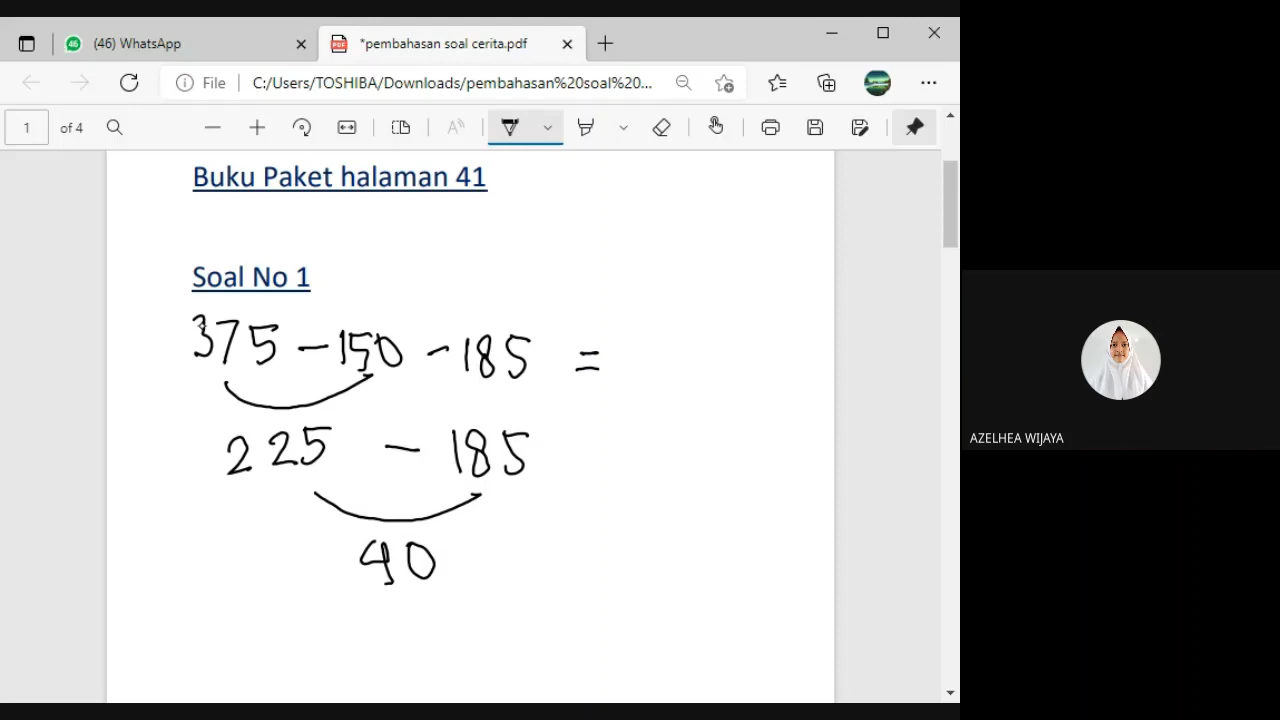 (46) WhatsApp
*pembahasan soal cerita.pdf
File C:/Users/TOSHIBA/Downloads/pembahasan%20soal%20...
1 of 4
Buku Paket halaman 41
Soal No 1
375 - 150 - 185 =
225 - 185
40
AZELHEA WIJAYA